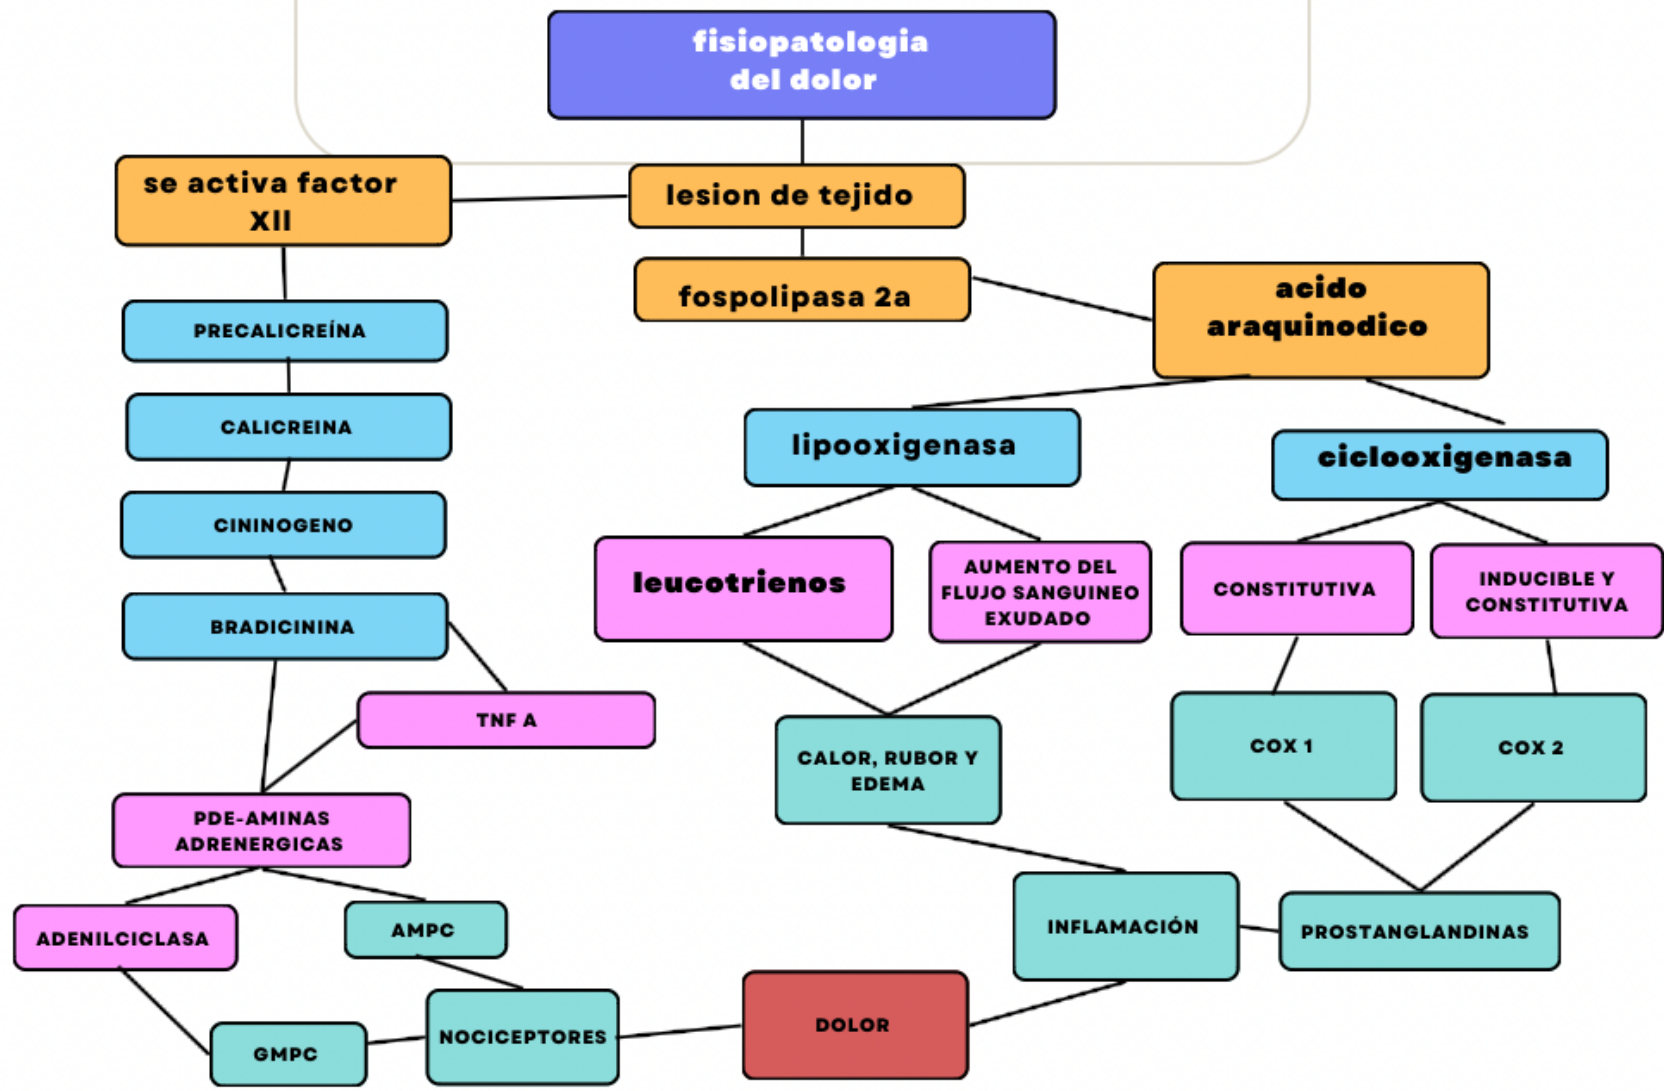 fisiopatologia
del dolor
se activa factor
XII
lesion de tejido
fospolipasa 2a
acido
araquinodico
PRECALICREÍNA
CALICREINA
CININOGENO
BRADICININA
TNF A
PDE-AMINAS
ADRENERGICAS
ADENILCICLASA
AMPC
GMPC
NOCICEPTORES
lipooxigenasa
ciclooxigenasa
leucotrienos
AUMENTO DEL
FLUJO SANGUINEO
EXUDADO
CONSTITUTIVA
INDUCIBLE Y
CONSTITUTIVA
CALOR, RUBOR Y
EDEMA
COX 1
COX 2
INFLAMACIÓN
PROSTANGLANDINAS
DOLOR